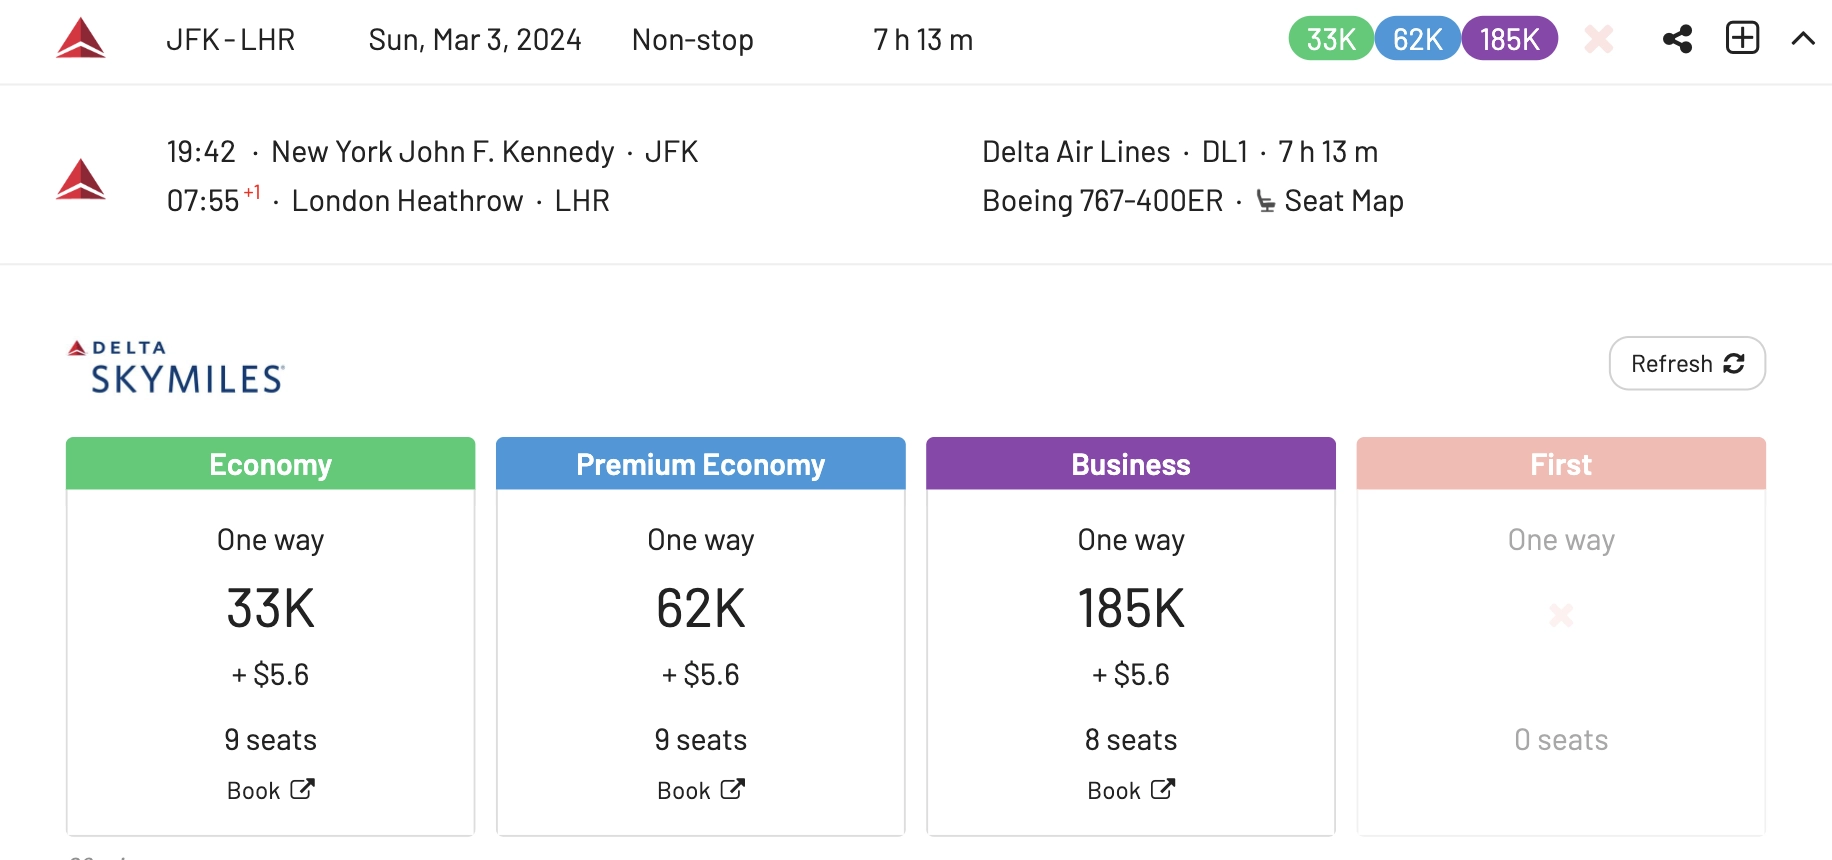 JFK - LHR Sun, Mar 3, 2024 Non-stop 7 h 13 m 33K 62K 185K
19:42 · New York John F. Kennedy · JFK
07:55 +1 · London Heathrow · LHR
Delta Air Lines · DL1 · 7 h 13 m
Boeing 767-400ER · Seat Map
DELTA
SKYMILES
Refresh
Economy
One way
33K
+ $5.6
9 seats
Book
Premium Economy
One way
62K
+ $5.6
9 seats
Book
Business
One way
185K
+ $5.6
8 seats
Book
First
One way
0 seats